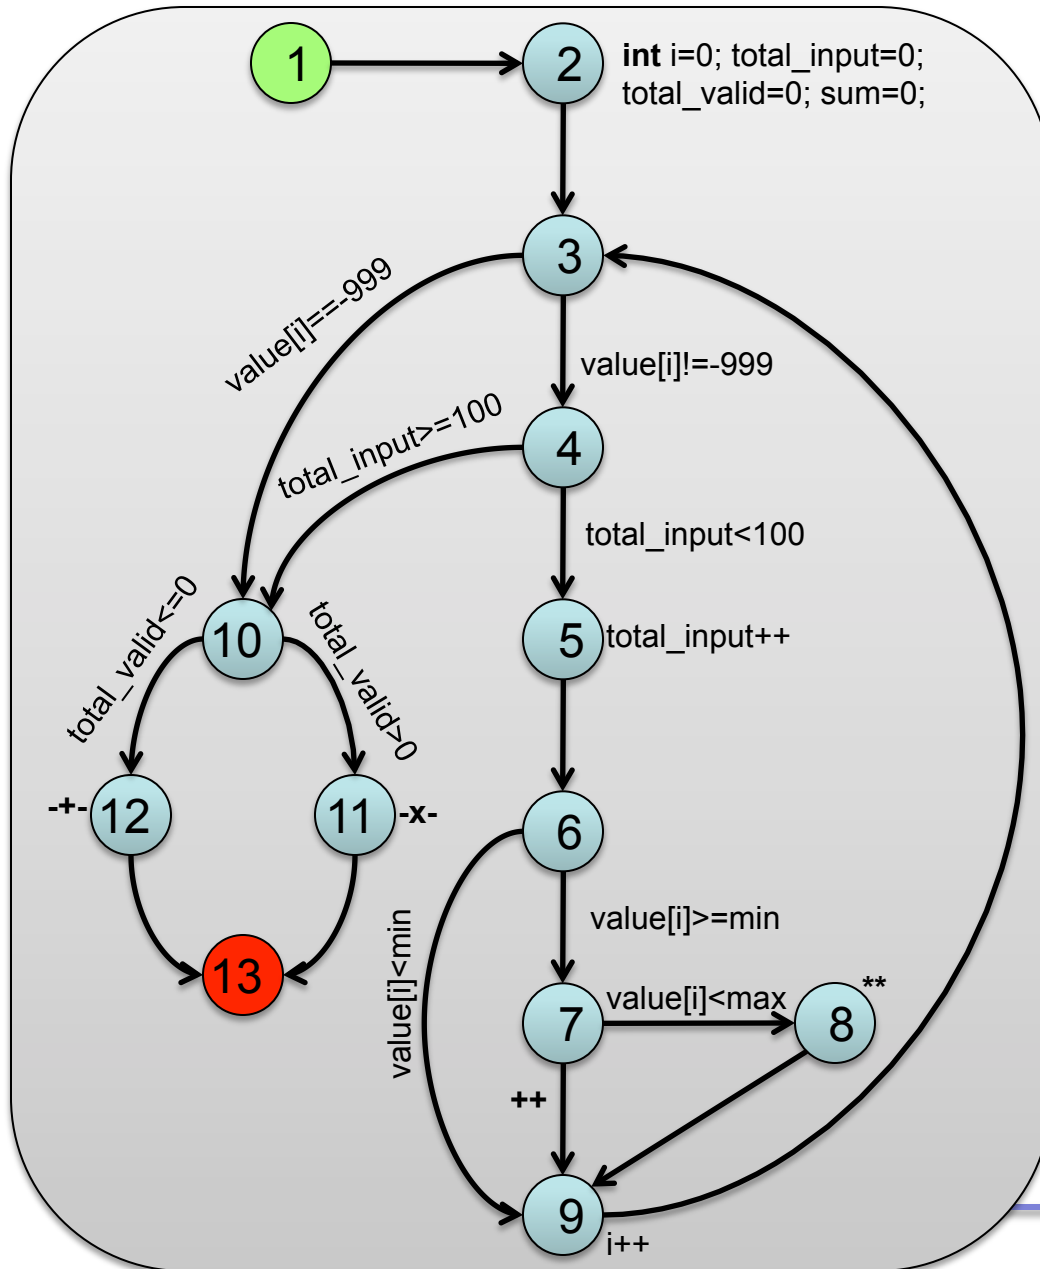 1
2
int i=0; total_input=0;
total_valid=0; sum=0;
3
value[i]==-999
value[i]!=-999
4
total_input>=100
total_input<100
5
total_input++
10
total_valid<=0
total_valid>0
12
-+-
11
-x-
13
6
value[i]<min
value[i]>=min
7
value[i]<max
8
**
++
9
i++